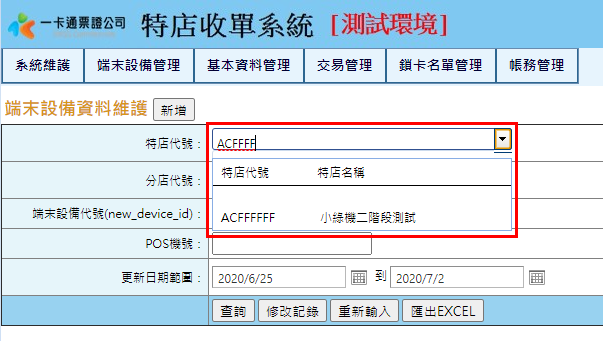 一卡通票證公司 特店收單系統 [測試環境]
系統維護 端末設備管理 基本資料管理 交易管理 鎖卡名單管理 帳務管理
端末設備資料維護 新增
特店代號： ACFFFF
特店代號 特店名稱
分店代號：
ACFFFFFF 小綠機二階段測試
端末設備代號(new_device_id)：
POS機號：
更新日期範圍： 2020/6/25 到 2020/7/2
查詢 修改記錄 重新輸入 匯出EXCEL